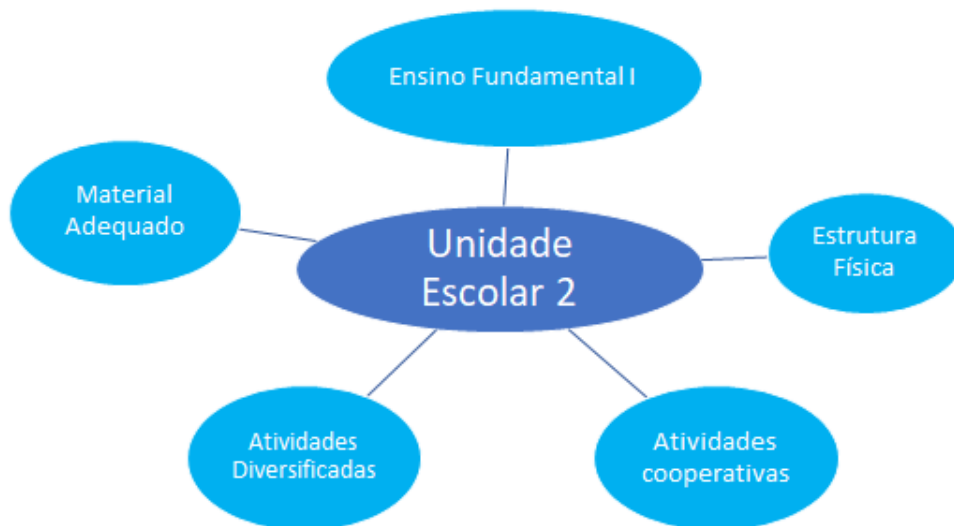 Ensino Fundamental I
Material
Adequado
Unidade
Escolar 2
Estrutura
Física
Atividades
Diversificadas
Atividades
cooperativas